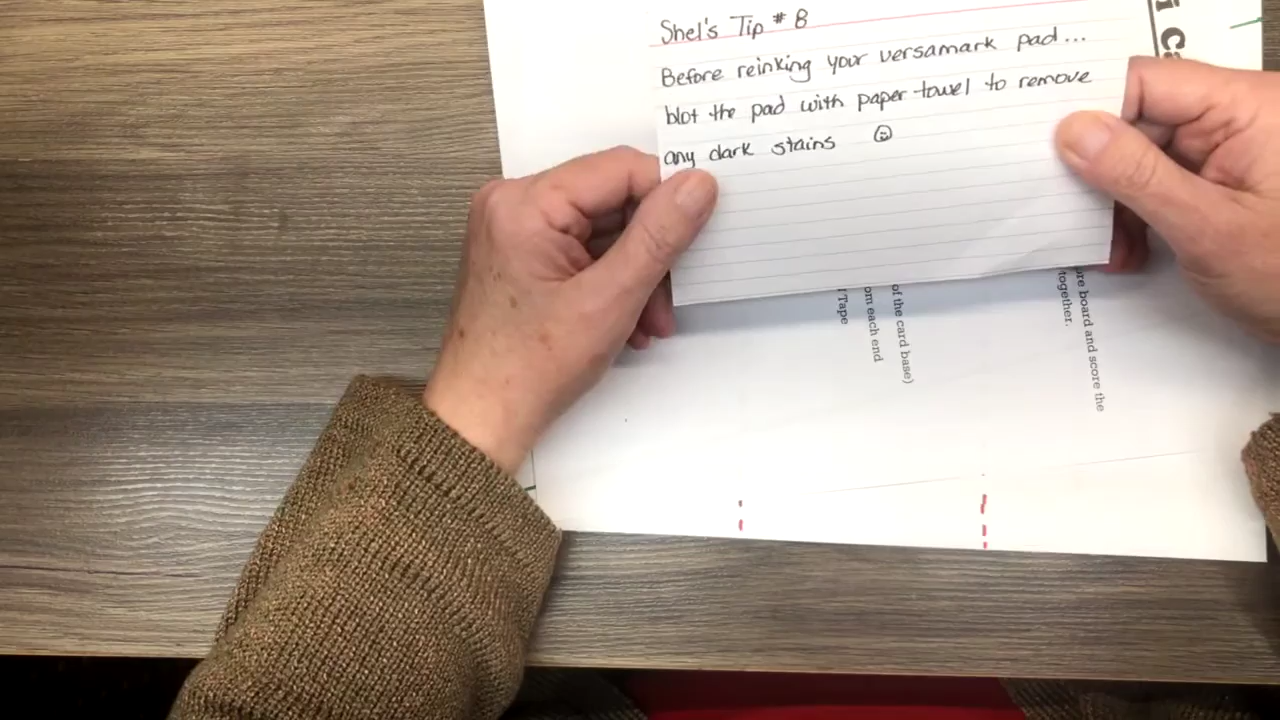 Shel's Tip # 8
Before reinking your versamark pad...
blot the pad with paper towel to remove
any dark stains ☺
of the card base)
om each end
Tape
ore board and score the
together.